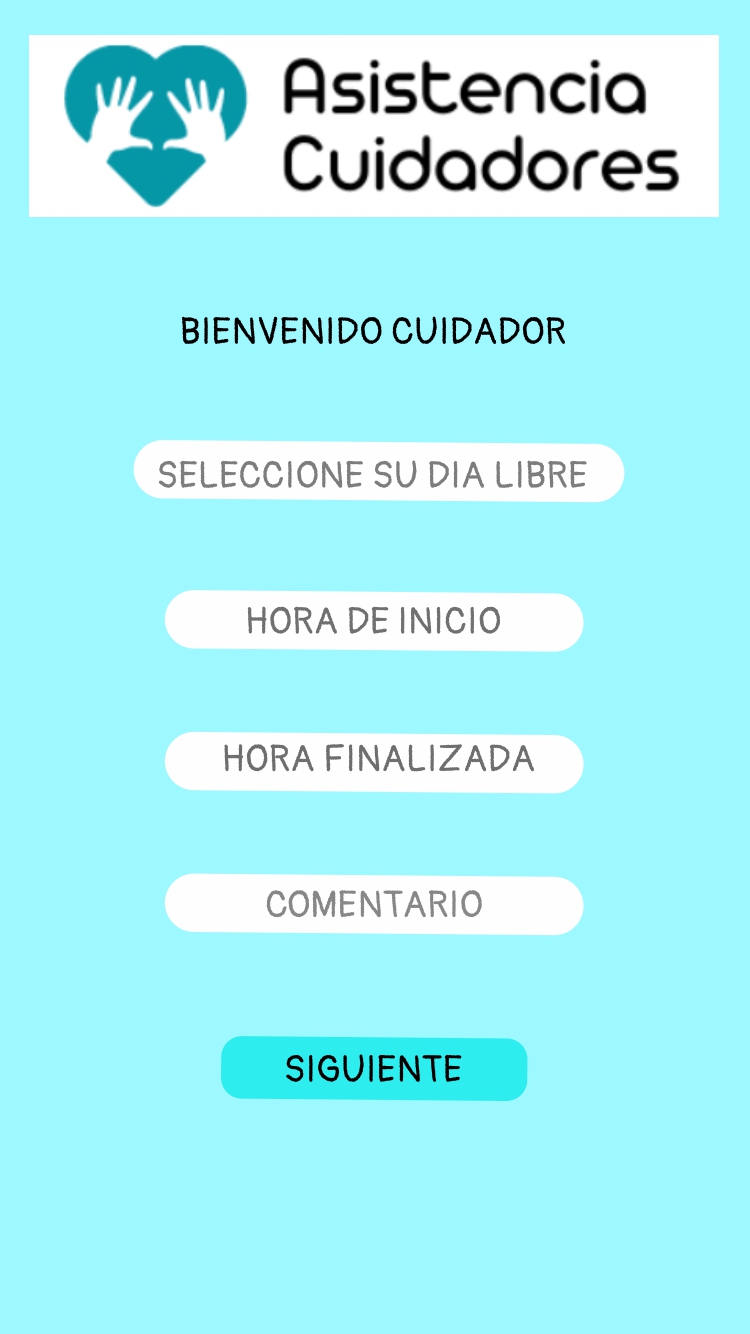 Asistencia
Cuidadores
BIENVENIDO CUIDADOR
SELECCIONE SU DIA LIBRE
HORA DE INICIO
HORA FINALIZADA
COMENTARIO
SIGUIENTE